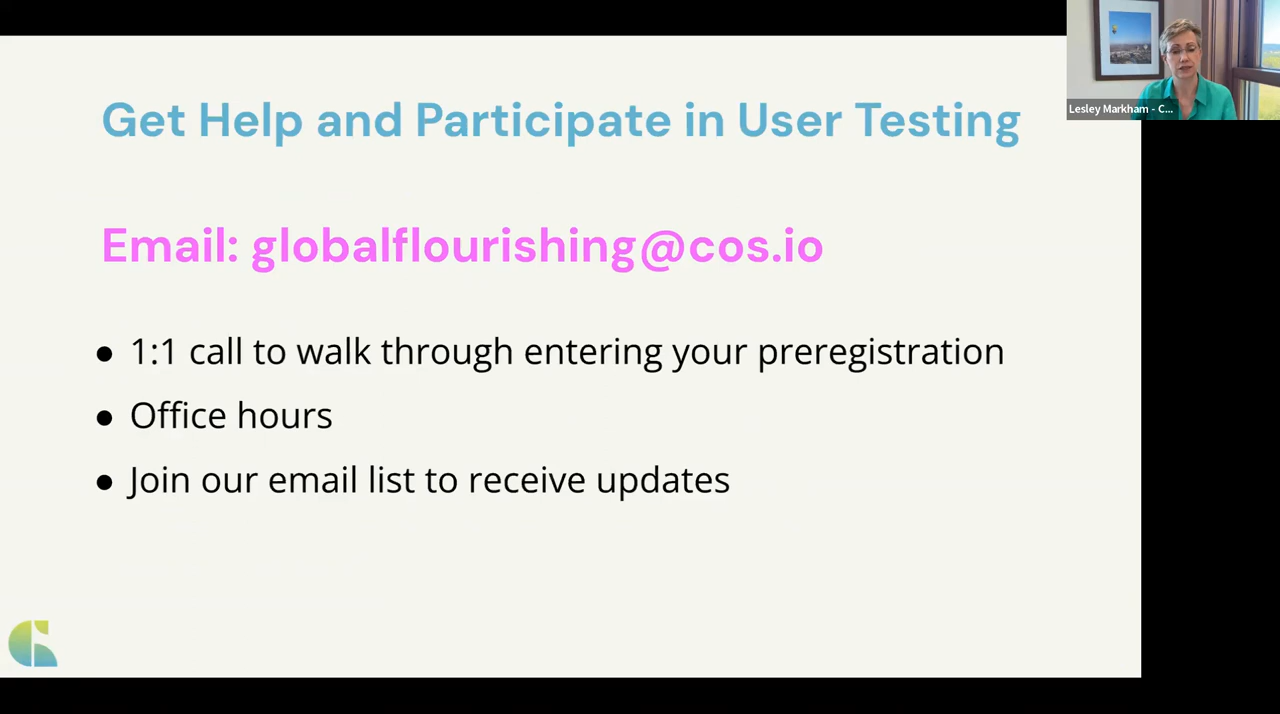 Get Help and Participate in User Testing
Email: globalflourishing@cos.io
● 1:1 call to walk through entering your preregistration
● Office hours
● Join our email list to receive updates
Lesley Markham - C...